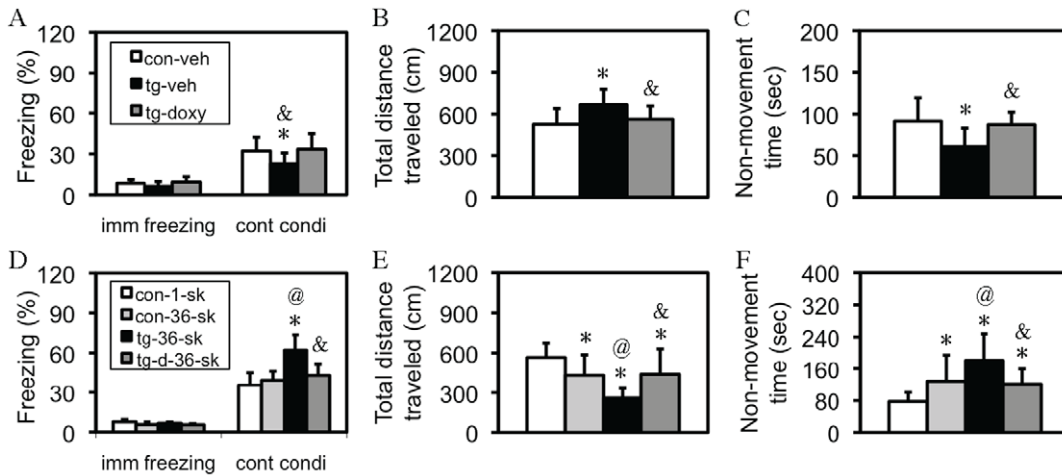 A
Freezing (%)
120
90
60
30
0
con-veh
tg-veh
tg-doxy
&
*
imm freezing cont condi
B
Total distance
traveled (cm)
1200
900
600
300
0
*
&
C
Non-movement
time (sec)
200
150
100
50
0
*
&
D
Freezing (%)
120
90
60
30
0
con-1-sk
con-36-sk
tg-36-sk
tg-d-36-sk
@
*
&
imm freezing cont condi
E
Total distance
traveled (cm)
1200
900
600
300
0
*
@
*
&
*
F
Non-movement
time (sec)
400
320
240
160
80
0
*
@
*
&
*